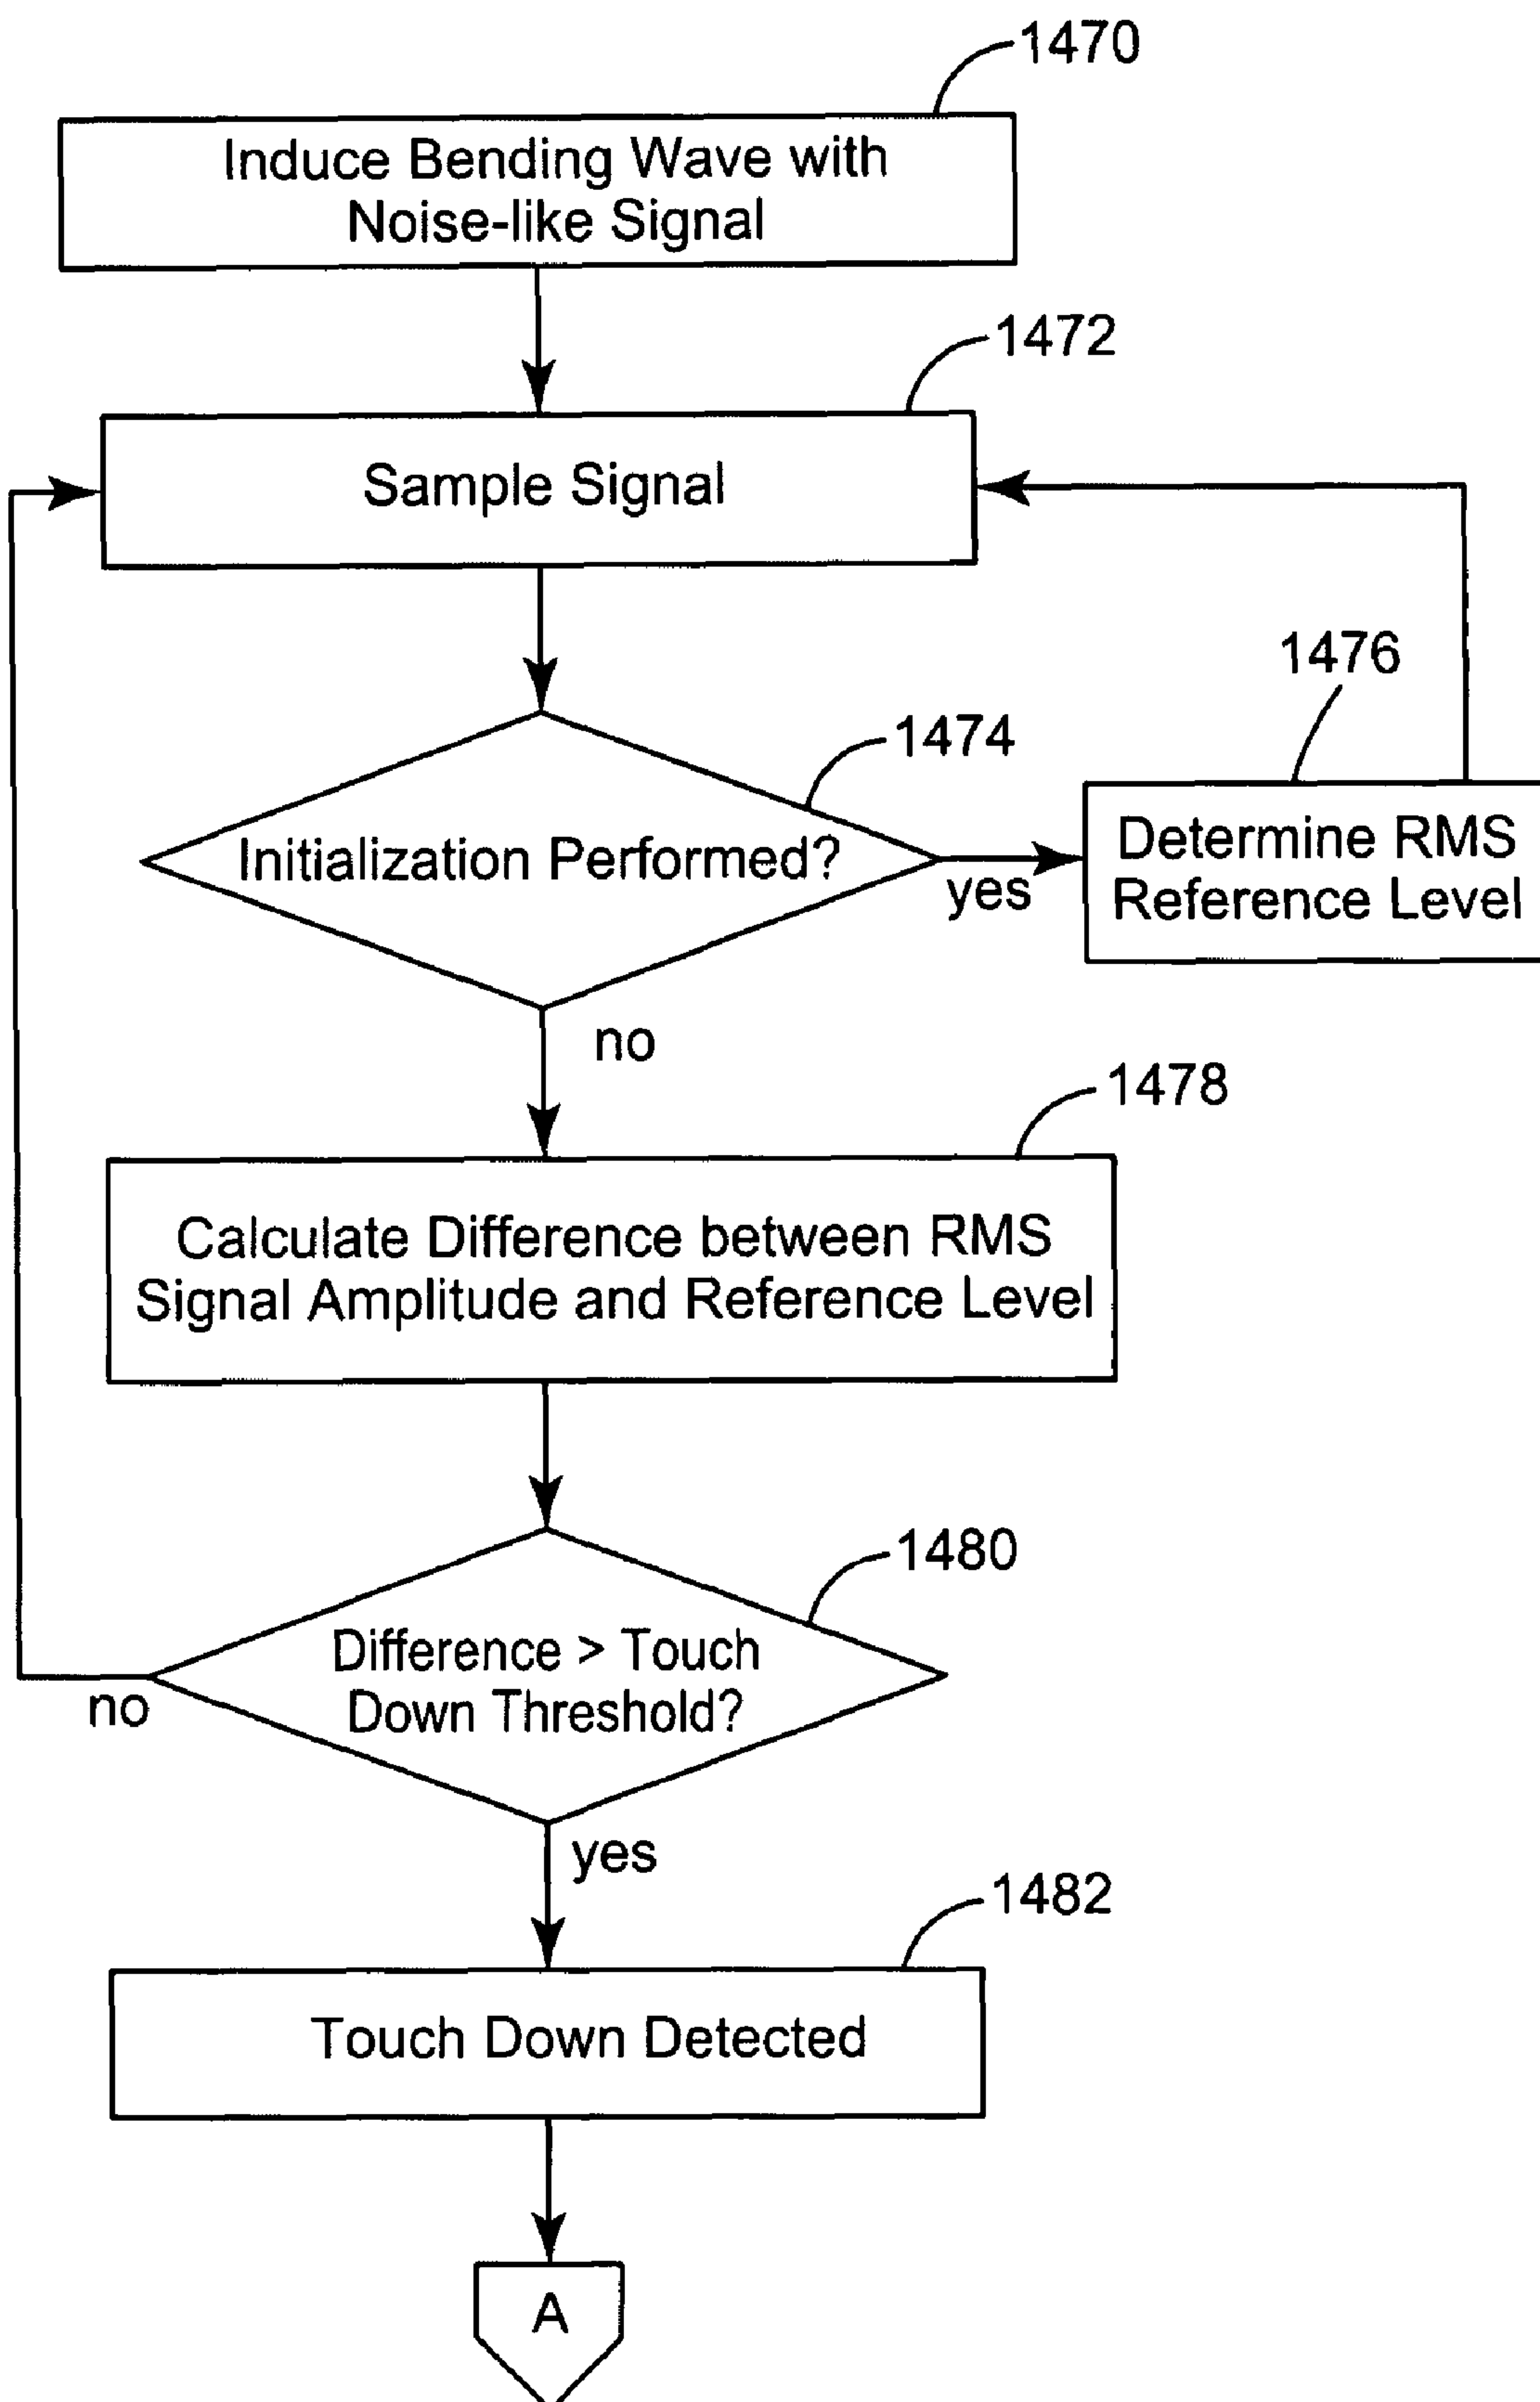 1470
Induce Bending Wave with
Noise-like Signal
1472
Sample Signal
1476
1474
Initialization Performed?
yes
Determine RMS
Reference Level
no
1478
Calculate Difference between RMS
Signal Amplitude and Reference Level
1480
Difference > Touch
Down Threshold?
no
yes
1482
Touch Down Detected
A